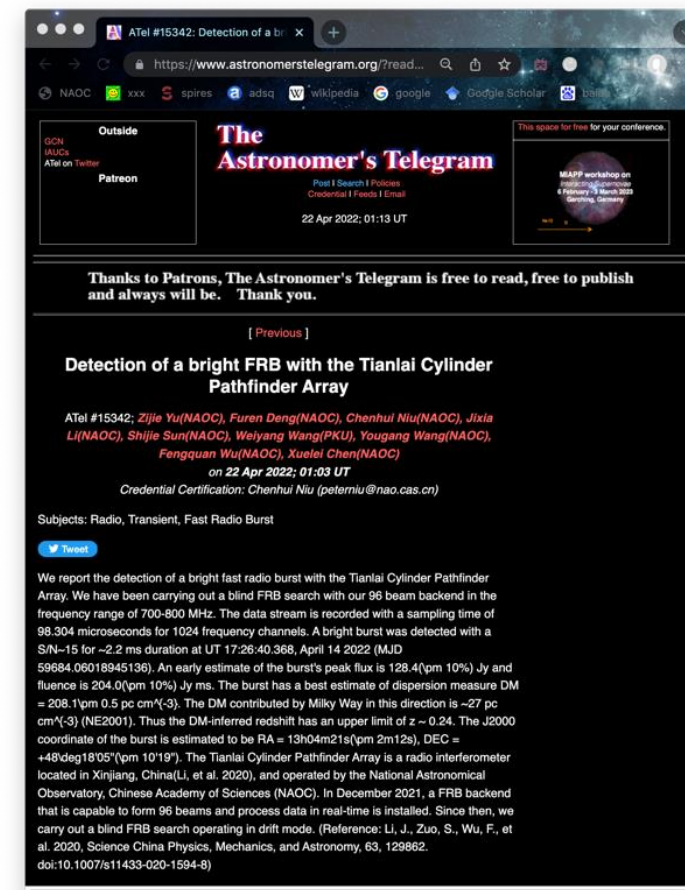 ATel #15342: Detection of a br
https://www.astronomerstelegram.org/?read...
NAOC xxx spires adsq wikipedia google Google Scholar
Outside
GCN
IAUCs
ATel on Twitter
Patreon
The
Astronomer's Telegram
Post | Search | Policies
Credential | Feeds | Email
22 Apr 2022; 01:13 UT
This space for free for your conference.
MIAPP workshop on
Interacting Supernovae
6 February - 3 March 2023
Garching, Germany
Thanks to Patrons, The Astronomer's Telegram is free to read, free to publish
and always will be. Thank you.
[ Previous ]
Detection of a bright FRB with the Tianlai Cylinder
Pathfinder Array
ATel #15342; Zijie Yu(NAOC), Furen Deng(NAOC), Chenhui Niu(NAOC), Jixia
Li(NAOC), Shijie Sun(NAOC), Weiyang Wang(PKU), Yougang Wang(NAOC),
Fengquan Wu(NAOC), Xuelei Chen(NAOC)
on 22 Apr 2022; 01:03 UT
Credential Certification: Chenhui Niu (peterniu@nao.cas.cn)
Subjects: Radio, Transient, Fast Radio Burst
Tweet
We report the detection of a bright fast radio burst with the Tianlai Cylinder Pathfinder
Array. We have been carrying out a blind FRB search with our 96 beam backend in the
frequency range of 700-800 MHz. The data stream is recorded with a sampling time of
98.304 microseconds for 1024 frequency channels. A bright burst was detected with a
S/N~15 for ~2.2 ms duration at UT 17:26:40.368, April 14 2022 (MJD
59684.06018945136). An early estimate of the burst's peak flux is 128.4(\pm 10%) Jy and
fluence is 204.0(\pm 10%) Jy ms. The burst has a best estimate of dispersion measure DM
= 208.1\pm 0.5 pc cm^{-3}. The DM contributed by Milky Way in this direction is ~27 pc
cm^{-3} (NE2001). Thus the DM-inferred redshift has an upper limit of z ~ 0.24. The J2000
coordinate of the burst is estimated to be RA = 13h04m21s(\pm 2m12s), DEC =
+48\deg18'05"(\pm 10'19"). The Tianlai Cylinder Pathfinder Array is a radio interferometer
located in Xinjiang, China(Li, et al. 2020), and operated by the National Astronomical
Observatory, Chinese Academy of Sciences (NAOC). In December 2021, a FRB backend
that is capable to form 96 beams and process data in real-time is installed. Since then, we
carry out a blind FRB search operating in drift mode. (Reference: Li, J., Zuo, S., Wu, F., et
al. 2020, Science China Physics, Mechanics, and Astronomy, 63, 129862.
doi:10.1007/s11433-020-1594-8)